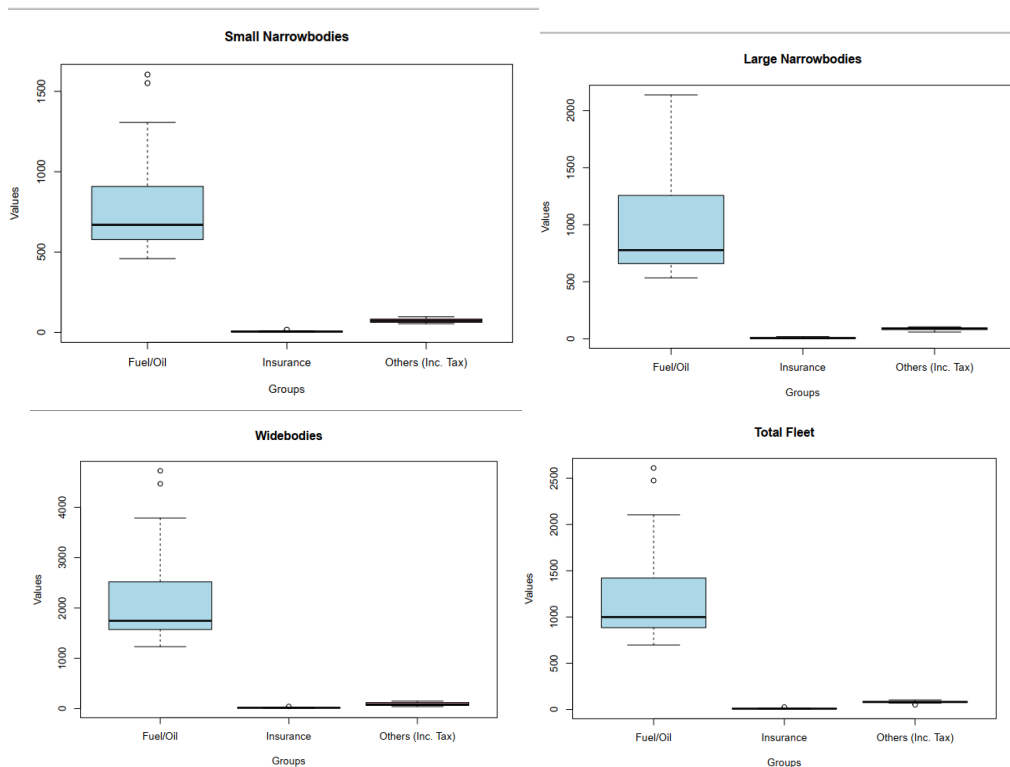 Small Narrowbodies
1500
1000
500
0
Values
Fuel/Oil Insurance Others (Inc. Tax)
Groups
Large Narrowbodies
2000
1500
1000
500
0
Values
Fuel/Oil Insurance Others (Inc. Tax)
Groups
Widebodies
4000
3000
2000
1000
0
Values
Fuel/Oil Insurance Others (Inc. Tax)
Groups
Total Fleet
2500
2000
1500
1000
500
0
Values
Fuel/Oil Insurance Others (Inc. Tax)
Groups